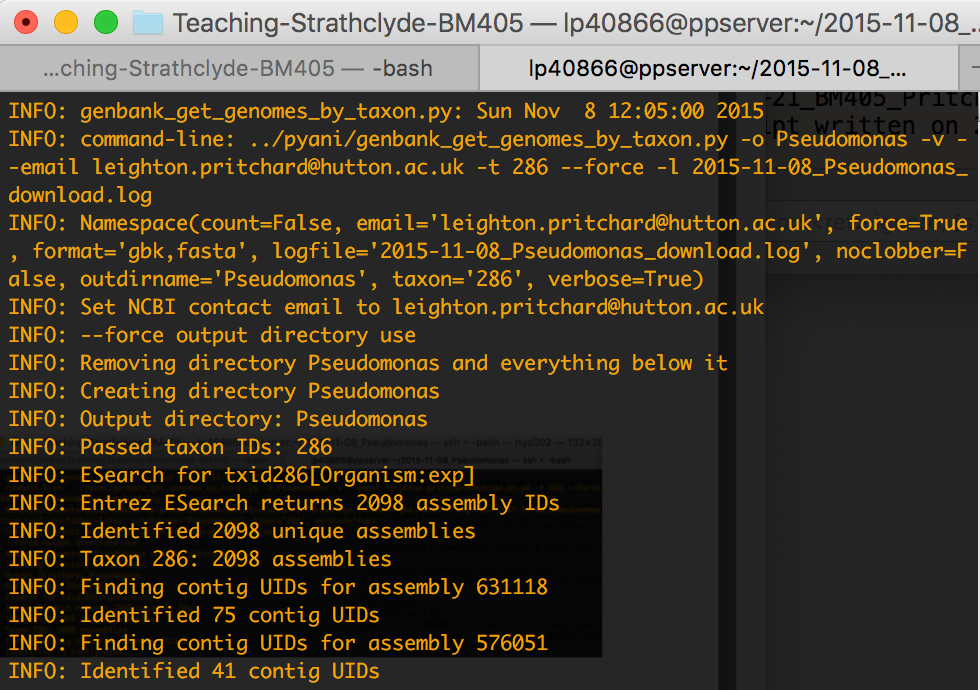 Teaching-Strathclyde-BM405 — lp40866@ppserver:~/2015-11-08_...
...ching-Strathclyde-BM405 — -bash
lp40866@ppserver:~/2015-11-08_...
INFO: genbank_get_genomes_by_taxon.py: Sun Nov  8 12:05:00 2015
INFO: command-line: ../pyani/genbank_get_genomes_by_taxon.py -o Pseudomonas -v -
-email leighton.pritchard@hutton.ac.uk -t 286 --force -l 2015-11-08_Pseudomonas_
download.log
INFO: Namespace(count=False, email='leighton.pritchard@hutton.ac.uk', force=True
, format='gbk,fasta', logfile='2015-11-08_Pseudomonas_download.log', noclobber=F
alse, outdirname='Pseudomonas', taxon='286', verbose=True)
INFO: Set NCBI contact email to leighton.pritchard@hutton.ac.uk
INFO: --force output directory use
INFO: Removing directory Pseudomonas and everything below it
INFO: Creating directory Pseudomonas
INFO: Output directory: Pseudomonas
INFO: Passed taxon IDs: 286
INFO: ESearch for txid286[Organism:exp]
INFO: Entrez ESearch returns 2098 assembly IDs
INFO: Identified 2098 unique assemblies
INFO: Taxon 286: 2098 assemblies
INFO: Finding contig UIDs for assembly 631118
INFO: Identified 75 contig UIDs
INFO: Finding contig UIDs for assembly 576051
INFO: Identified 41 contig UIDs